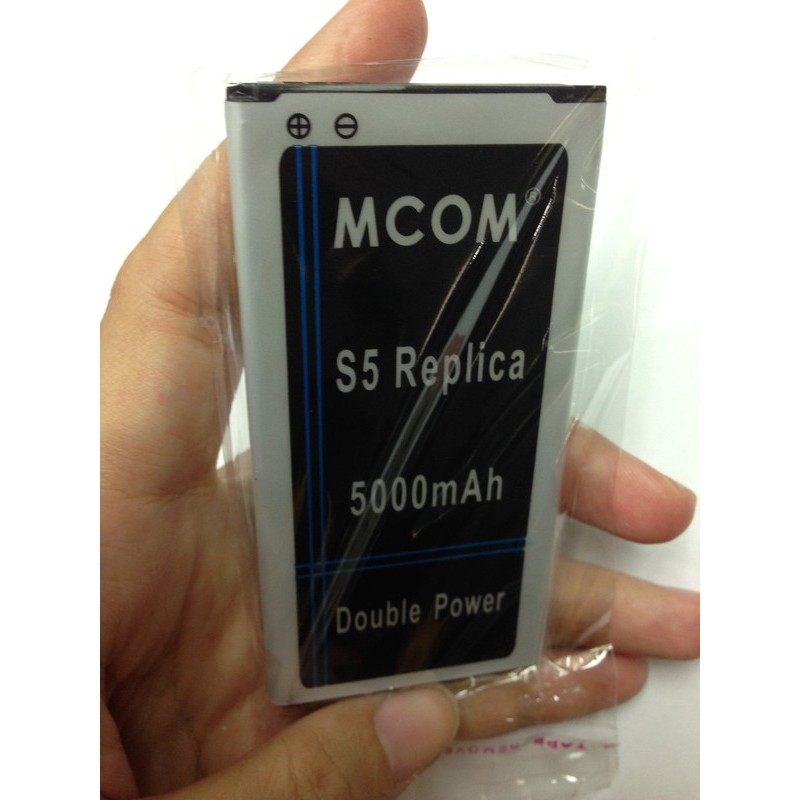 ⊕ ⊖
MCOM®
S5 Replica
5000mAh
Double Power